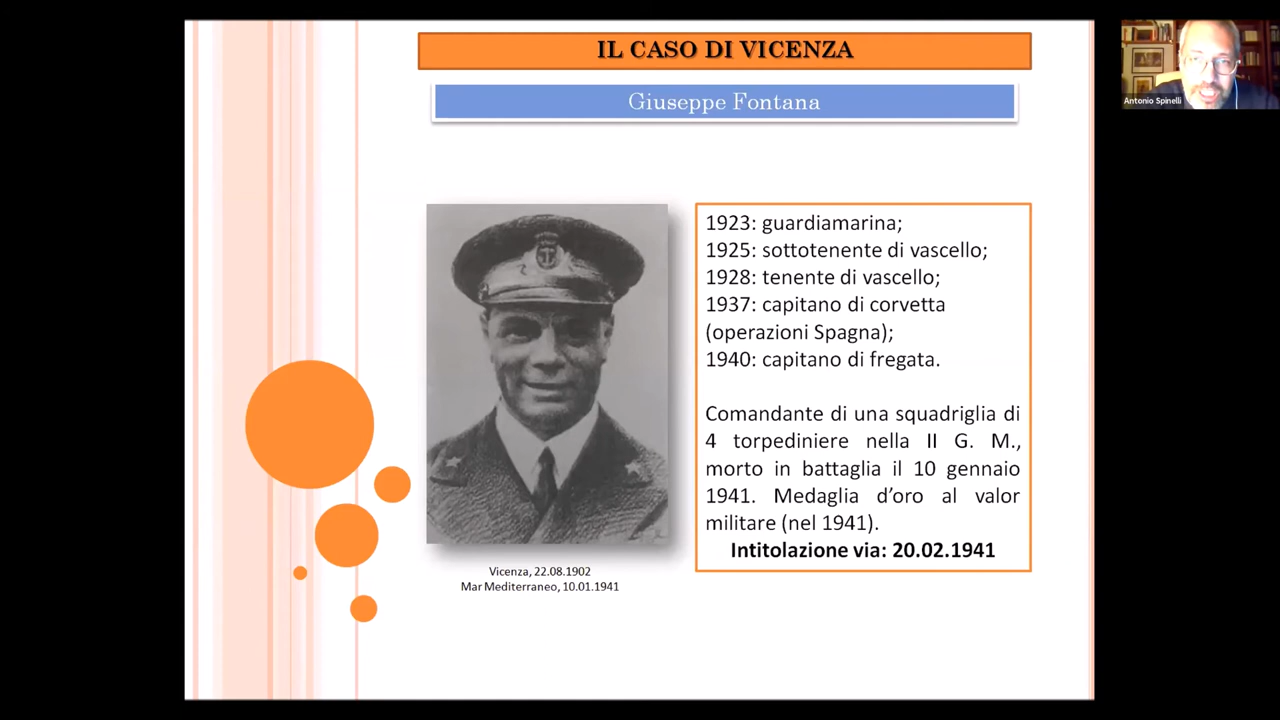 IL CASO DI VICENZA
Giuseppe Fontana
Antonio Spinelli
1923: guardiamarina;
1925: sottotenente di vascello;
1928: tenente di vascello;
1937: capitano di corvetta
(operazioni Spagna);
1940: capitano di fregata.
Comandante di una squadriglia di
4 torpediniere nella II G. M.,
morto in battaglia il 10 gennaio
1941. Medaglia d’oro al valor
militare (nel 1941).
Intitolazione via: 20.02.1941
Vicenza, 22.08.1902
Mar Mediterraneo, 10.01.1941